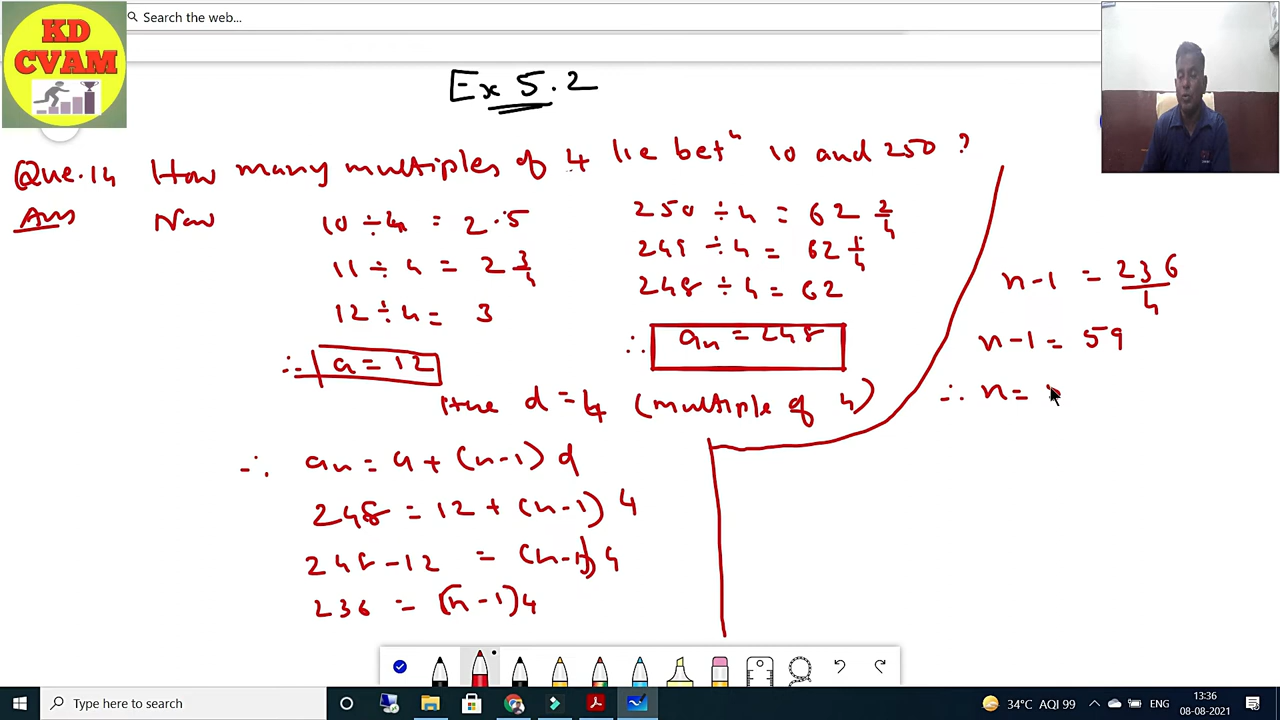 KD
CVAM
Search the web...
Ex 5.2
Que.14 How many multiples of 4 lie betn 10 and 250 ?
Ans Now
10 ÷ 4 = 2.5
11 ÷ 4 = 2 3/4
12 ÷ 4 = 3
∴ a = 12
250 ÷ 4 = 62 2/4
249 ÷ 4 = 62 1/4
248 ÷ 4 = 62
∴ an = 248
Here d = 4 (multiple of 4)
∴ an = a + (n-1) d
248 = 12 + (n-1) 4
248-12 = (n-1) 4
236 = (n-1) 4
n-1 = 236/4
n-1 = 59
∴ n =
Type here to search
34°C AQI 99
13:36
08-08-2021